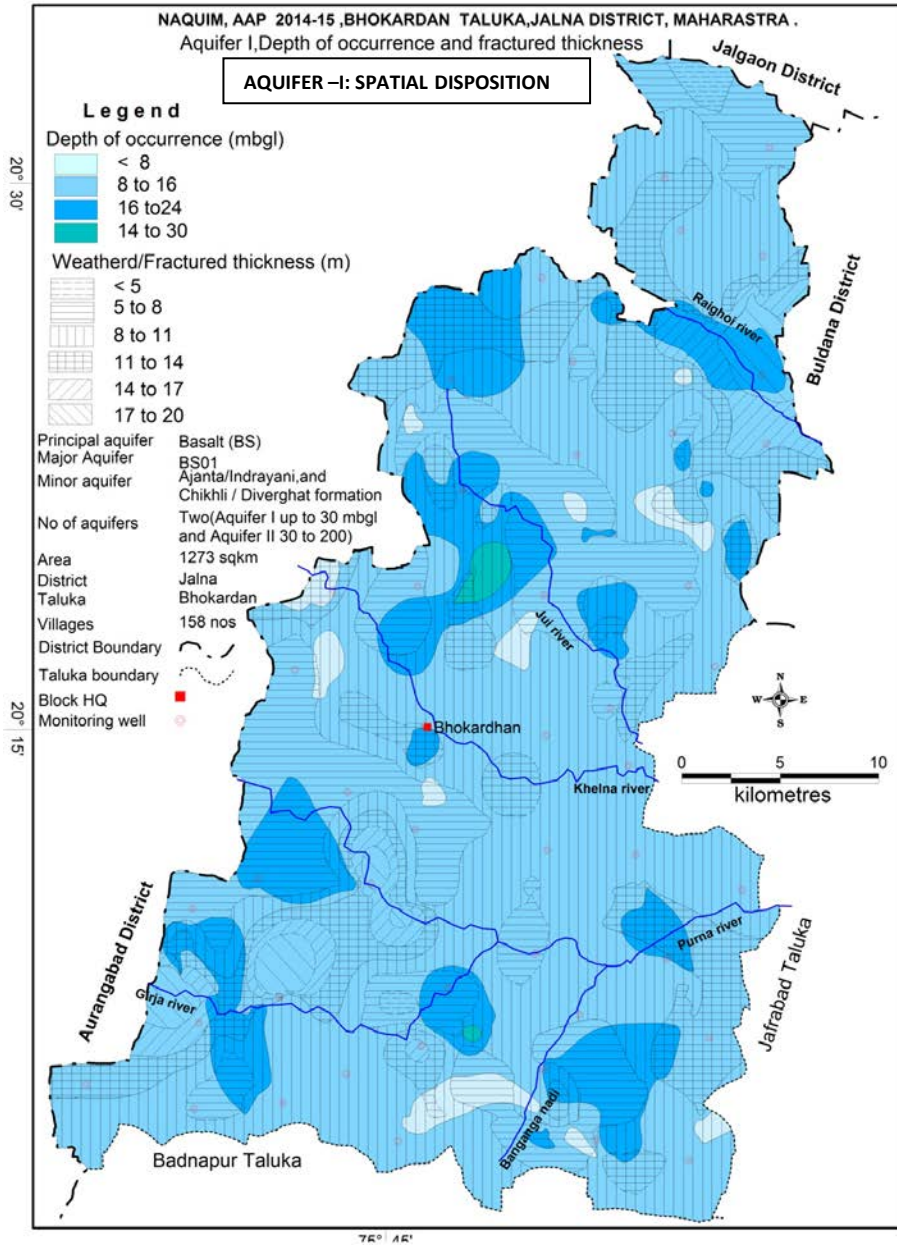 NAQUIM, AAP 2014-15 ,BHOKARDAN TALUKA,JALNA DISTRICT, MAHARASTRA .
Aquifer I,Depth of occurrence and fractured thickness
AQUIFER –I: SPATIAL DISPOSITION
Jalgaon District
Legend
Depth of occurrence (mbgl)
< 8
8 to 16
16 to24
14 to 30
Weatherd/Fractured thickness (m)
< 5
5 to 8
8 to 11
11 to 14
14 to 17
17 to 20
Principal aquifer Basalt (BS)
Major Aquifer BS01
Minor aquifer Ajanta/Indrayani,and
Chikhli / Diverghat formation
No of aquifers Two(Aquifer I up to 30 mbgl
and Aquifer II 30 to 200)
Area 1273 sqkm
District Jalna
Taluka Bhokardan
Villages 158 nos
District Boundary
Taluka boundary
Block HQ
Monitoring well
20° 30'
20° 15'
75° 45'
Raighoi river
Buldana District
Jui river
Bhokardhan
Khelna river
N
W E
S
0 5 10
kilometres
Aurangabad District
Girja river
Purna river
Jafrabad Taluka
Banganga nadi
Badnapur Taluka